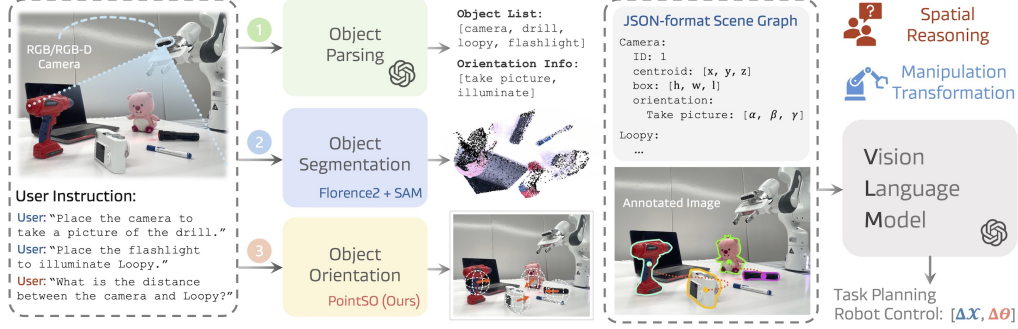 RGB/RGB-D
Camera
User Instruction:
User: “Place the camera to
take a picture of the drill.”
User: “Place the flashlight
to illuminate Loopy.”
User: “What is the distance
between the camera and Loopy?”
1
Object
Parsing
2
Object
Segmentation
Florence2 + SAM
3
Object
Orientation
PointSO (Ours)
Object List:
[camera, drill,
loopy, flashlight]
Orientation Info:
[take picture,
illuminate]
JSON-format Scene Graph
Camera:
ID: 1
centroid: [x, y, z]
box: [h, w, l]
orientation:
Take picture: [α, β, γ]
Loopy:
…
Annotated Image
Spatial
Reasoning
Manipulation
Transformation
Vision
Language
Model
Task Planning
Robot Control: [ΔX, ΔΘ]